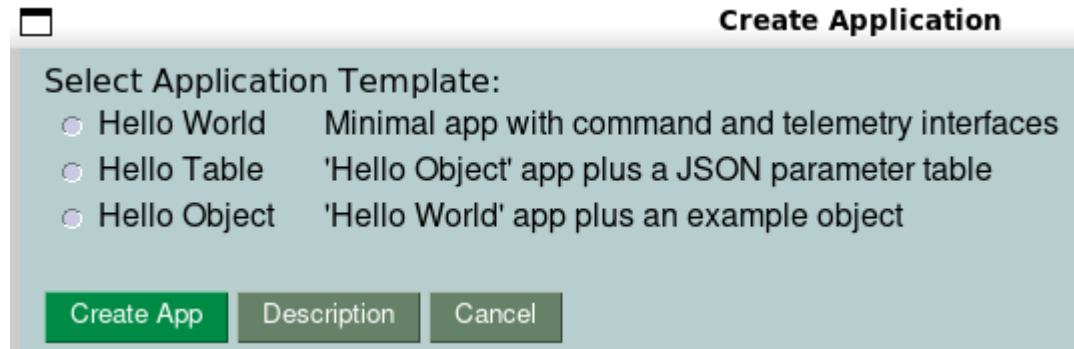 Create Application
Select Application Template:
Hello World Minimal app with command and telemetry interfaces
Hello Table 'Hello Object' app plus a JSON parameter table
Hello Object 'Hello World' app plus an example object
Create App Description Cancel